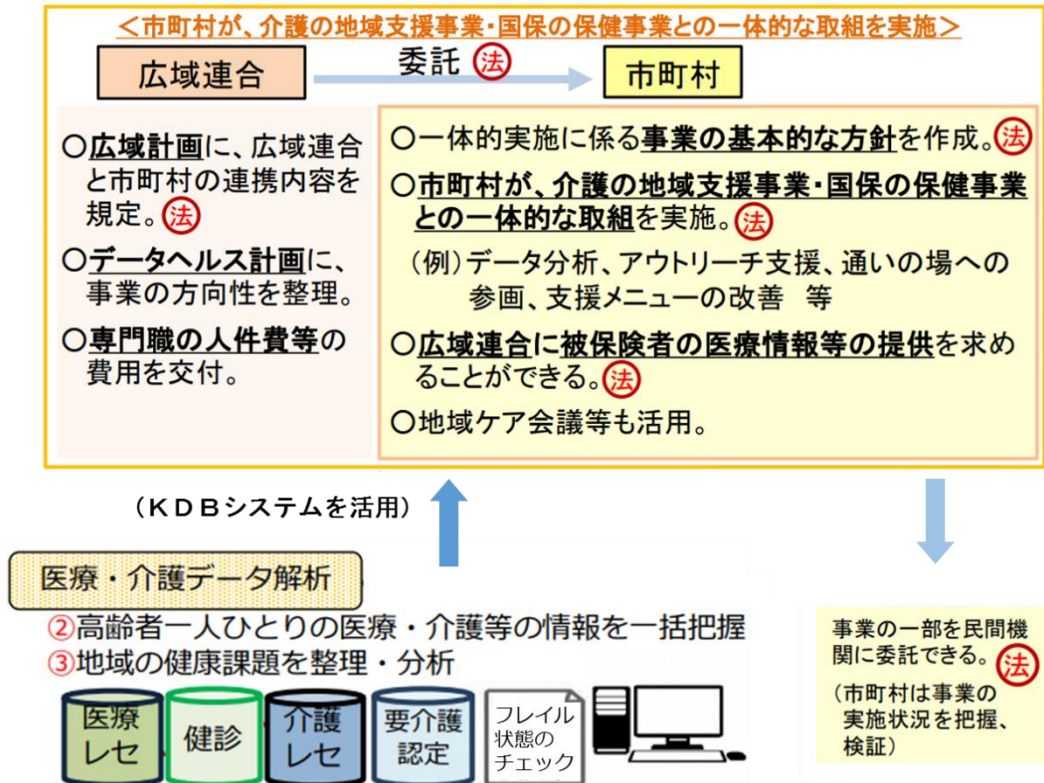 ＜市町村が、介護の地域支援事業・国保の保健事業との一体的な取組を実施＞
広域連合
委託 法
市町村
○広域計画に、広域連合
と市町村の連携内容を
規定。法
○データヘルス計画に、
事業の方向性を整理。
○専門職の人件費等の
費用を交付。
○一体的実施に係る事業の基本的な方針を作成。法
○市町村が、介護の地域支援事業・国保の保健事業
との一体的な取組を実施。法
（例）データ分析、アウトリーチ支援、通いの場への
参画、支援メニューの改善　等
○広域連合に被保険者の医療情報等の提供を求め
ることができる。法
○地域ケア会議等も活用。
（ＫＤＢシステムを活用）
医療・介護データ解析
②高齢者一人ひとりの医療・介護等の情報を一括把握
③地域の健康課題を整理・分析
医療
レセ
健診
介護
レセ
要介護
認定
フレイル
状態の
チェック
事業の一部を民間機
関に委託できる。法
（市町村は事業の
実施状況を把握、
検証）